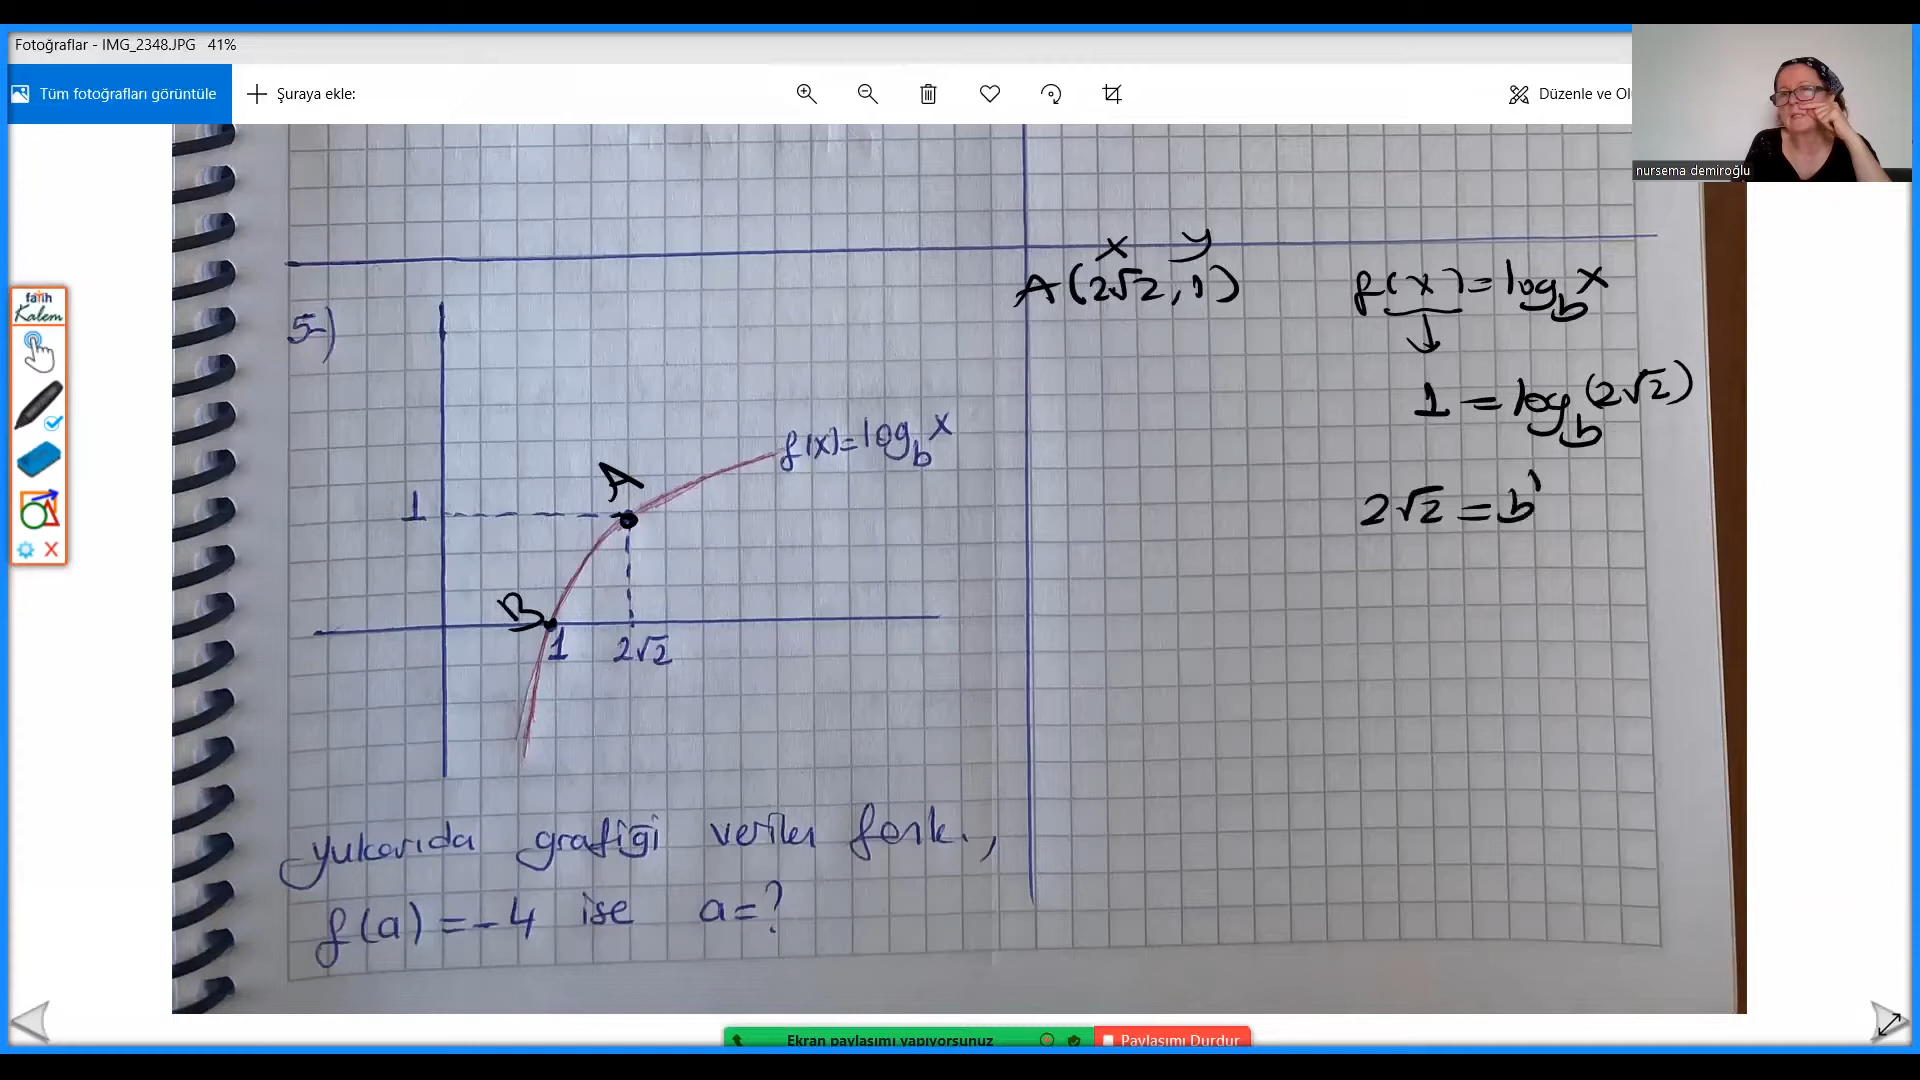 Fotoğraflar - IMG_2348.JPG 41%
Tüm fotoğrafları görüntüle
Şuraya ekle:
Düzenle ve Ol
nursema demiroğlu
fatih
Kalem
5-)
1
A
B
1
2√2
f(x)=log_b x
yukarıda grafiği verilen fonk.,
f(a)=-4 ise a=?
x y
A(2√2,1)
f(x)=log_b x
1=log_b(2√2)
2√2=b¹
Ekran paylaşımı yapıyorsunuz
Paylaşımı Durdur